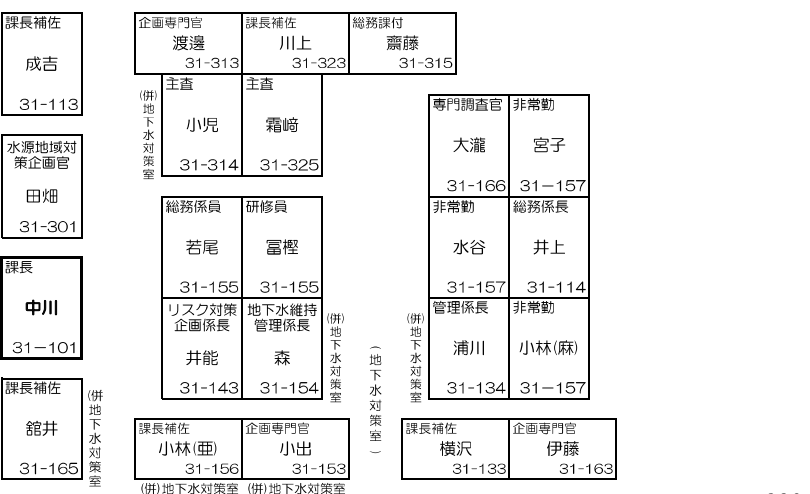 課長補佐
成吉
31-113
水源地域対
策企画官
田畑
31-301
課長
中川
31-101
課長補佐
舘井
31-165
(併)地下水対策室
企画専門官
渡邊
31-313
課長補佐
川上
31-323
総務課付
齋藤
31-315
(併)地下水対策室
主査
小児
31-314
主査
霜﨑
31-325
総務係員
若尾
31-155
研修員
冨樫
31-155
リスク対策
企画係長
井能
31-143
地下水維持
管理係長
森
31-154
(併)地下水対策室
課長補佐
小林(亜)
31-156
企画専門官
小出
31-153
(併)地下水対策室
(併)地下水対策室
(地下水対策室)
専門調査官
大瀧
31-166
非常勤
宮子
31-157
非常勤
水谷
31-157
総務係長
井上
31-114
(併)地下水対策室
管理係長
浦川
31-134
非常勤
小林(麻)
31-157
課長補佐
横沢
31-133
企画専門官
伊藤
31-163